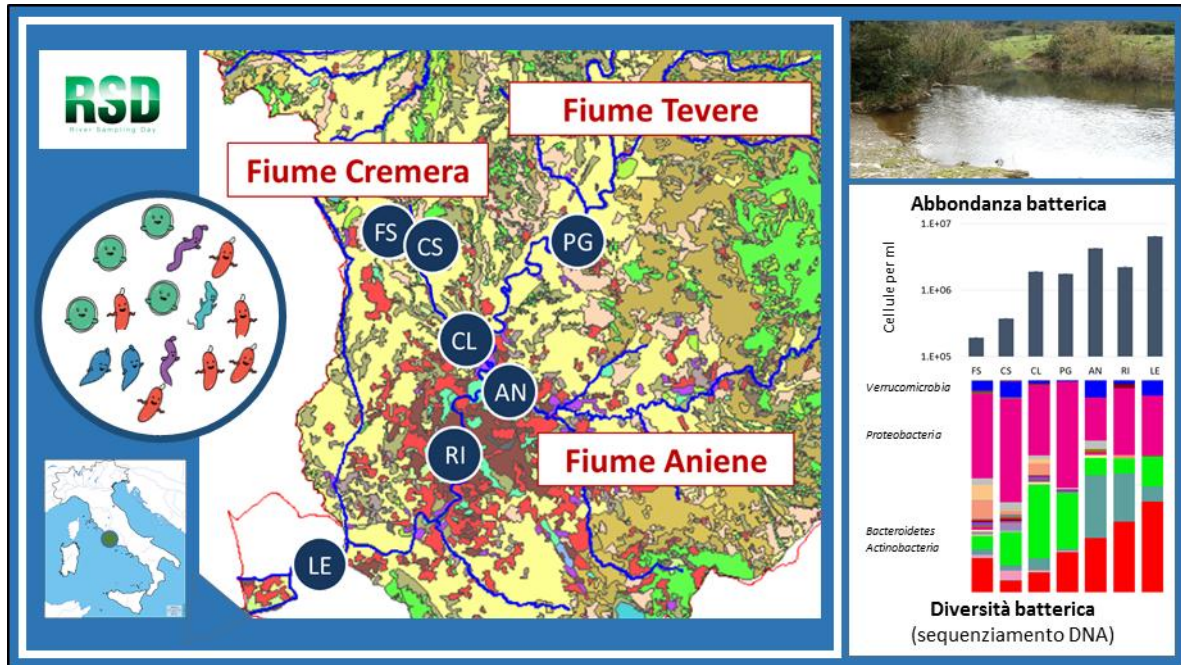 RSD
River Sampling Day
Fiume Tevere
Fiume Cremera
FS
CS
PG
CL
AN
RI
Fiume Aniene
LE
Abbondanza batterica
Cellule per ml
1.E+07
1.E+06
1.E+05
FS CS CL PG AN RI LE
Verrucomicrobia
Proteobacteria
Bacteroidetes
Actinobacteria
Diversità batterica
(sequenziamento DNA)